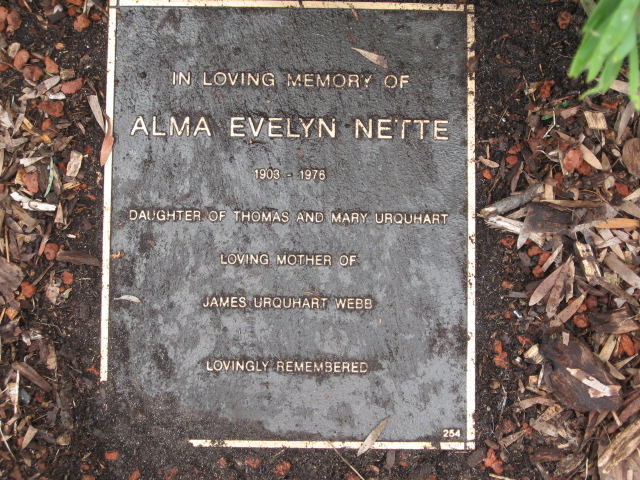 IN LOVING MEMORY OF
ALMA EVELYN NETTE
1903 - 1976
DAUGHTER OF THOMAS AND MARY URQUHART
LOVING MOTHER OF
JAMES URQUHART WEBB
LOVINGLY REMEMBERED
254